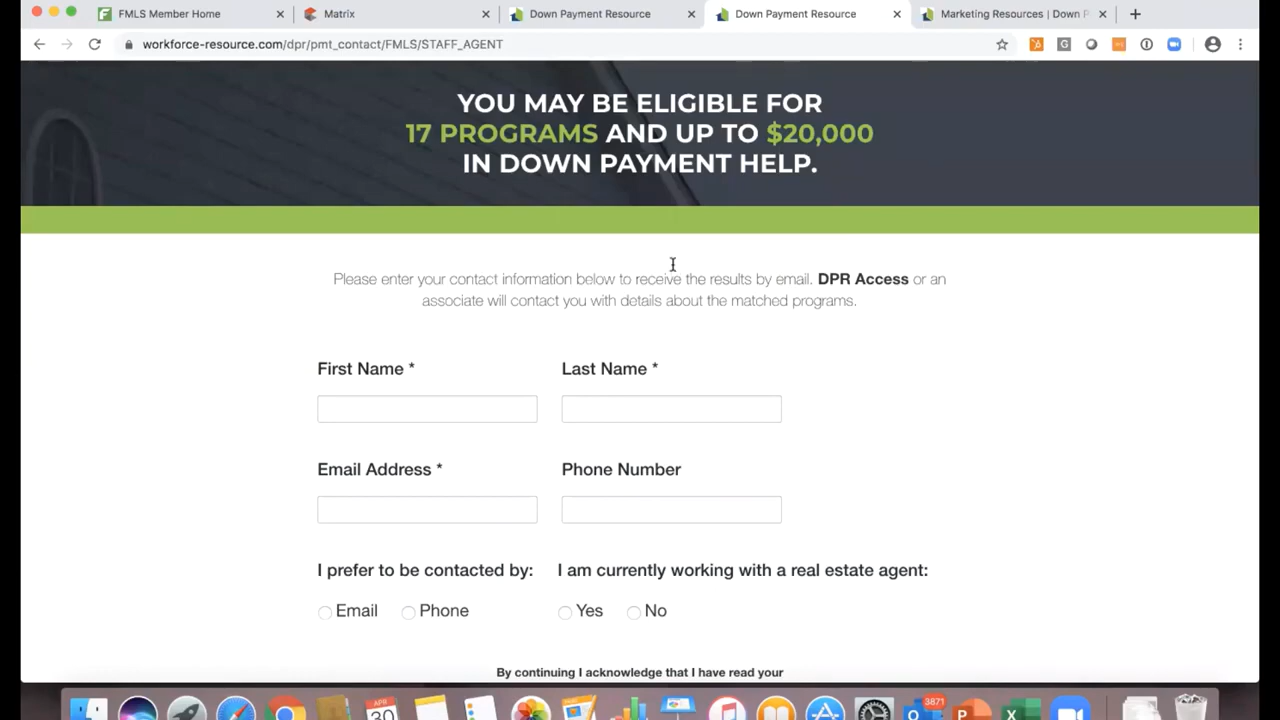 FMLS Member Home
Matrix
Down Payment Resource
Down Payment Resource
Marketing Resources | Down P
workforce-resource.com/dpr/pmt_contact/FMLS/STAFF_AGENT
YOU MAY BE ELIGIBLE FOR
17 PROGRAMS AND UP TO $20,000
IN DOWN PAYMENT HELP.
Please enter your contact information below to receive the results by email. DPR Access or an
associate will contact you with details about the matched programs.
First Name * Last Name *
Email Address * Phone Number
I prefer to be contacted by: I am currently working with a real estate agent:
Email Phone Yes No
By continuing I acknowledge that I have read your
APR
30
3871